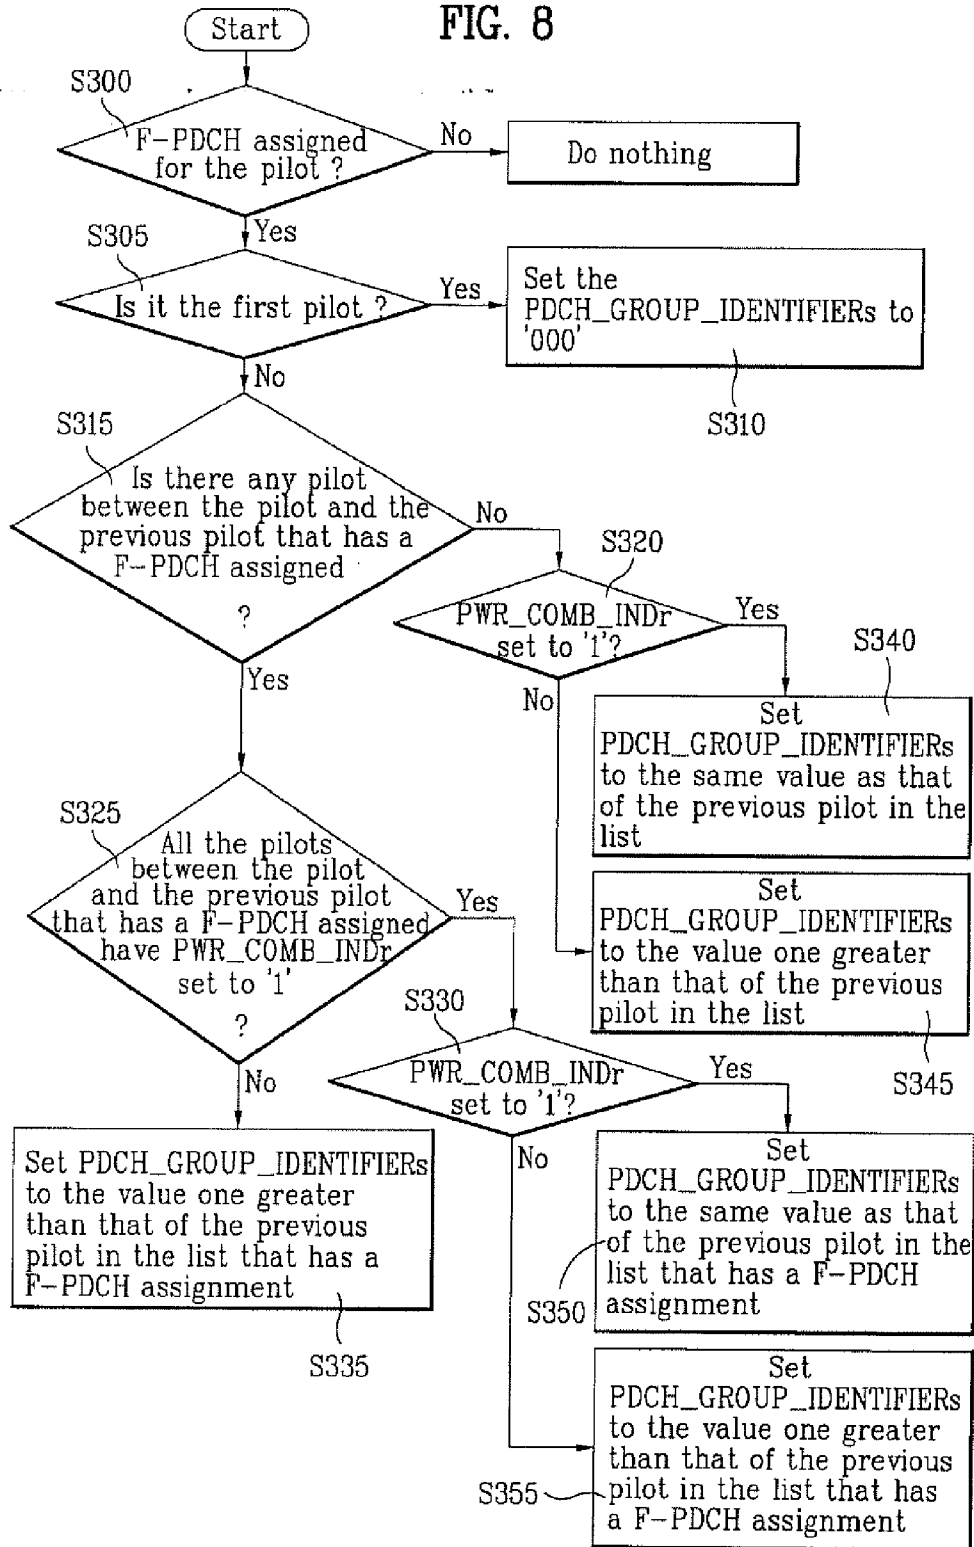 FIG. 8
Start
S300
F-PDCH assigned
for the pilot ?
No
Do nothing
Yes
S305
Is it the first pilot ?
Yes
Set the
PDCH_GROUP_IDENTIFIERs to
'000'
S310
No
S315
Is there any pilot
between the pilot and the
previous pilot that has a
F-PDCH assigned
?
No
S320
PWR_COMB_INDr
set to '1'?
Yes
S340
No
Set
PDCH_GROUP_IDENTIFIERs
to the same value as that
of the previous pilot in the
list
Yes
S325
All the pilots
between the pilot
and the previous pilot
that has a F-PDCH assigned
have PWR_COMB_INDr
set to '1'
?
Yes
Set
PDCH_GROUP_IDENTIFIERs
to the value one greater
than that of the previous
pilot in the list
S345
S330
PWR_COMB_INDr
set to '1'?
Yes
No
No
Set PDCH_GROUP_IDENTIFIERs
to the value one greater
than that of the previous
pilot in the list that has a
F-PDCH assignment
S335
Set
PDCH_GROUP_IDENTIFIERs
to the same value as that
of the previous pilot in the
list that has a F-PDCH
assignment
S350
Set
PDCH_GROUP_IDENTIFIERs
to the value one greater
than that of the previous
pilot in the list that has
a F-PDCH assignment
S355